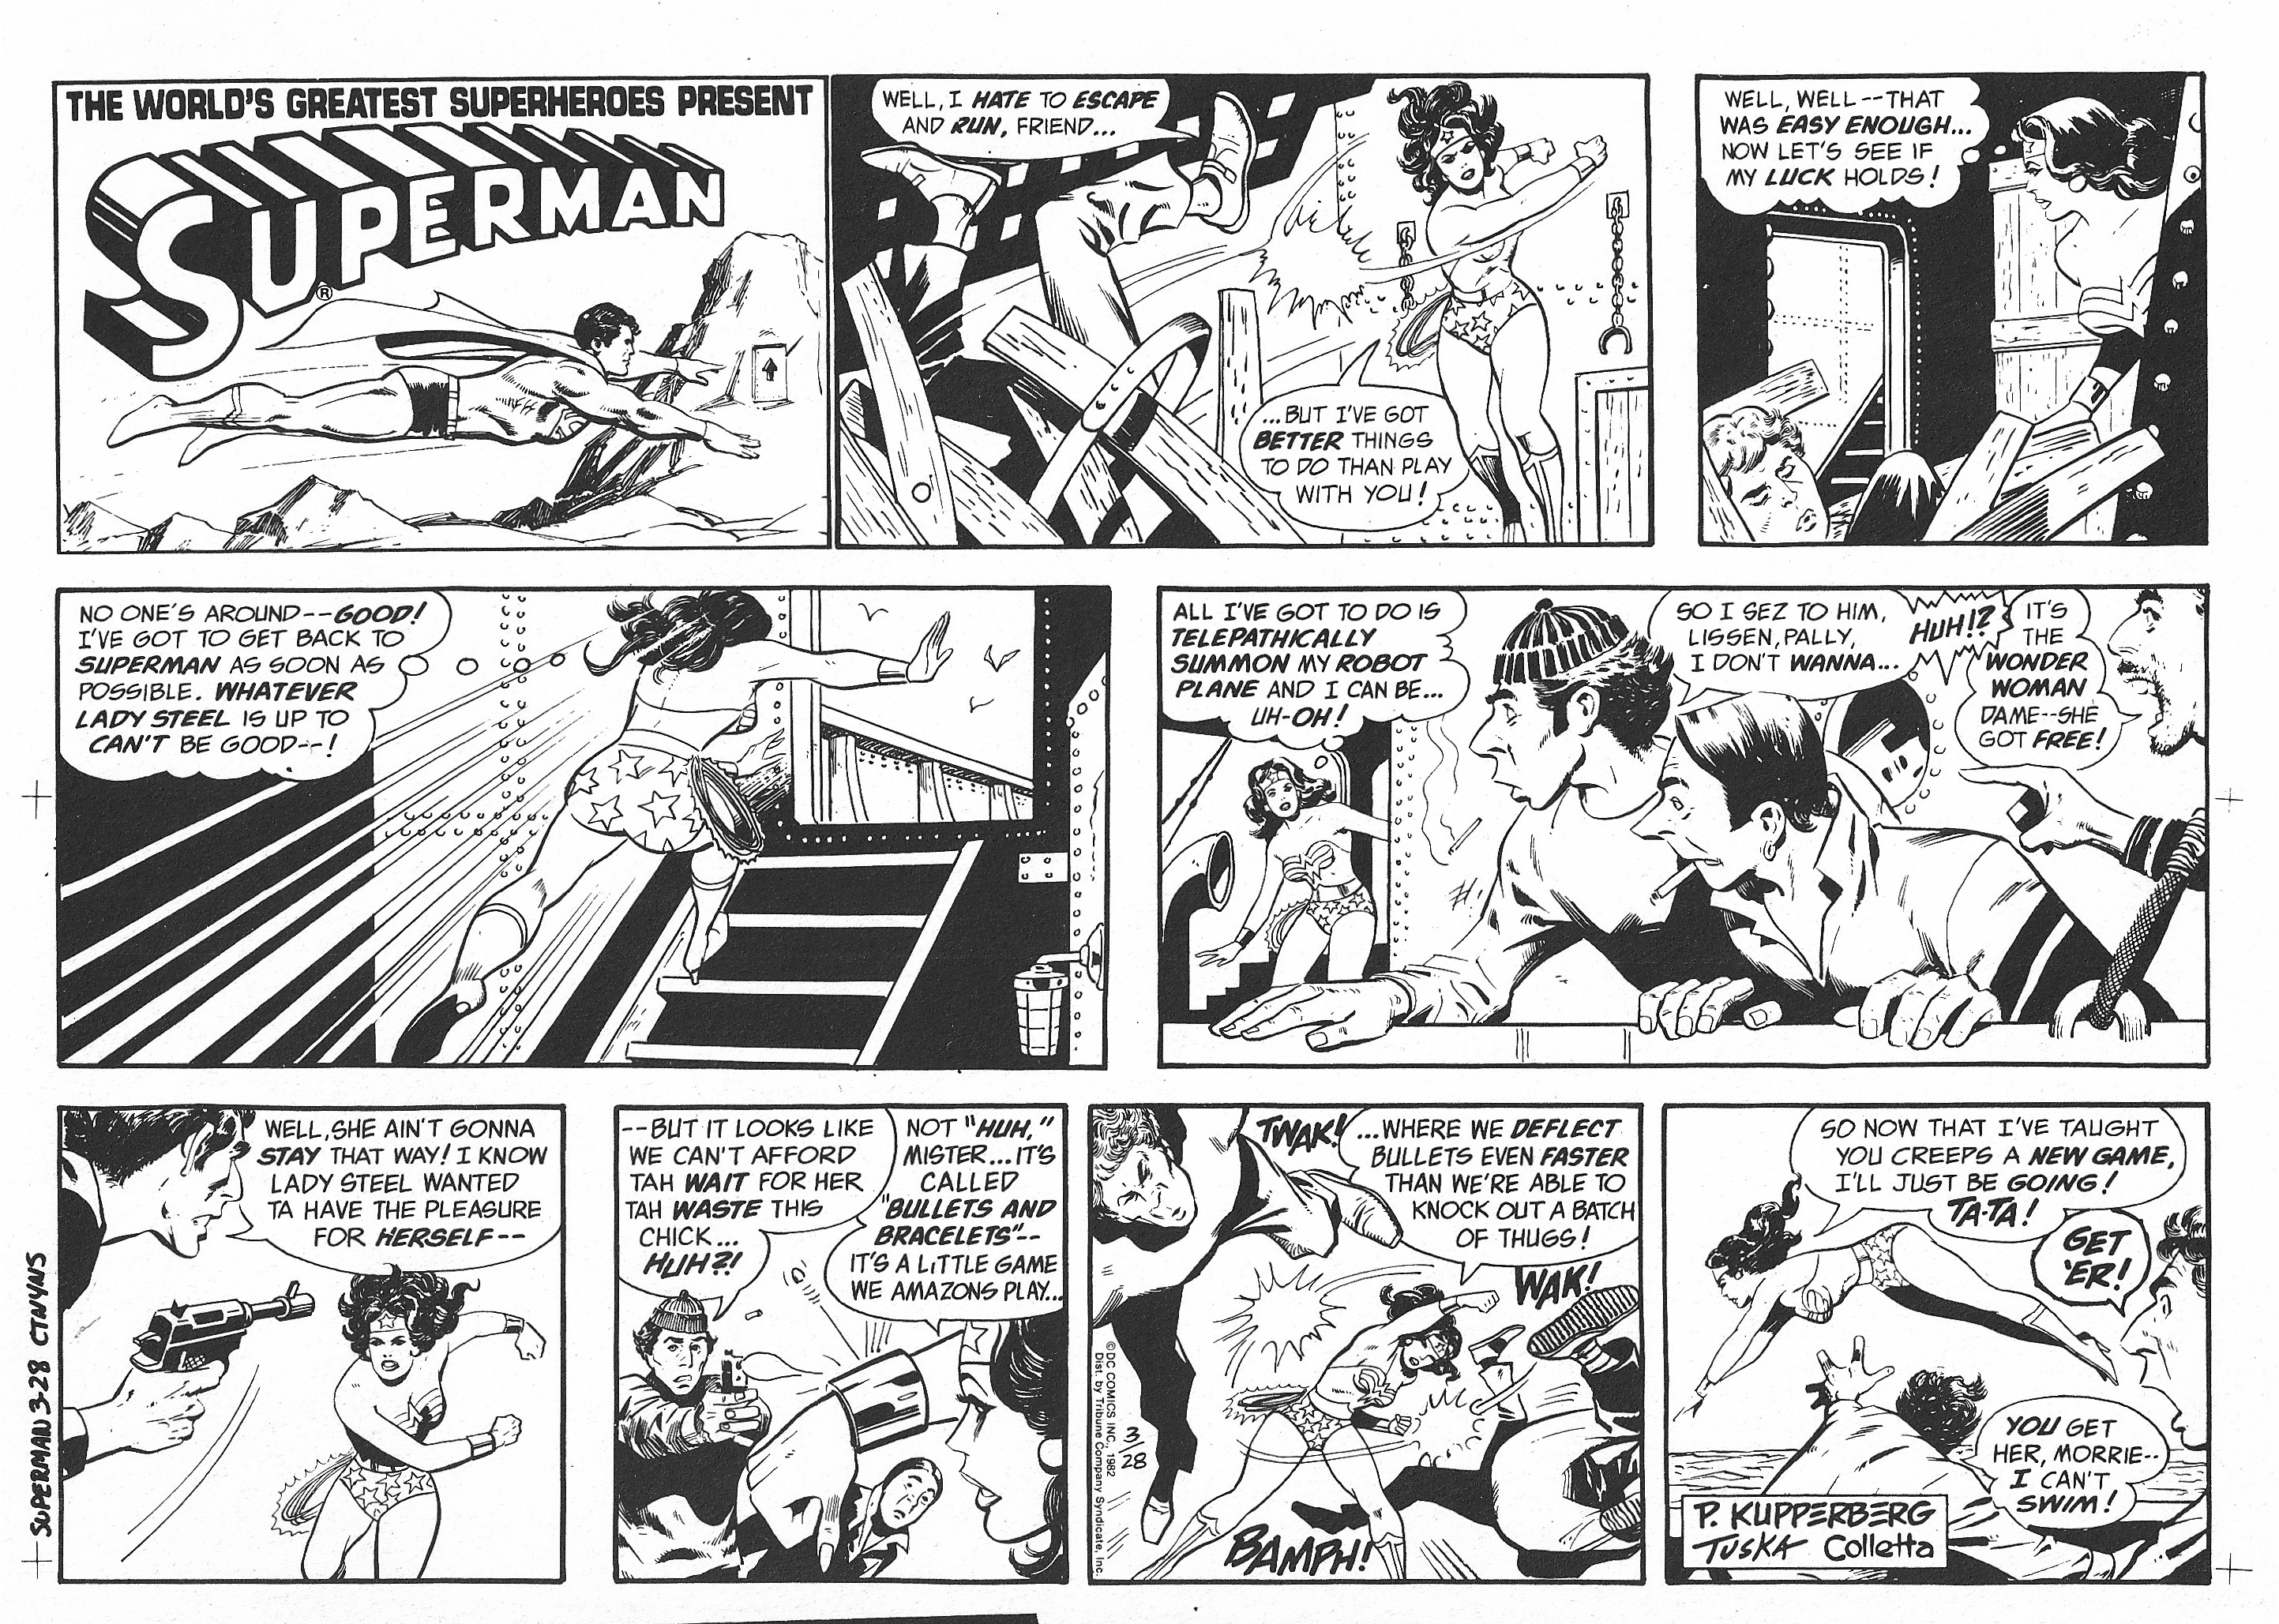 THE WORLD'S GREATEST SUPERHEROES PRESENT
SUPERMAN
®
WELL, I HATE TO ESCAPE
AND RUN, FRIEND...
...BUT I'VE GOT
BETTER THINGS
TO DO THAN PLAY
WITH YOU!
WELL, WELL--THAT
WAS EASY ENOUGH...
NOW LET'S SEE IF
MY LUCK HOLDS!
NO ONE'S AROUND--GOOD!
I'VE GOT TO GET BACK TO
SUPERMAN AS SOON AS
POSSIBLE. WHATEVER
LADY STEEL IS UP TO
CAN'T BE GOOD--!
ALL I'VE GOT TO DO IS
TELEPATHICALLY
SUMMON MY ROBOT
PLANE AND I CAN BE...
UH-OH!
SO I SEZ TO HIM,
LISSEN, PALLY,
I DON'T WANNA...
HUH!?
IT'S
THE
WONDER
WOMAN
DAME--SHE
GOT FREE!
WELL, SHE AIN'T GONNA
STAY THAT WAY! I KNOW
LADY STEEL WANTED
TA HAVE THE PLEASURE
FOR HERSELF--
--BUT IT LOOKS LIKE
WE CAN'T AFFORD
TAH WAIT FOR HER
TAH WASTE THIS
CHICK...
HUH?!
NOT "HUH,"
MISTER...IT'S
CALLED
"BULLETS AND
BRACELETS"--
IT'S A LITTLE GAME
WE AMAZONS PLAY...
TWAK!
...WHERE WE DEFLECT
BULLETS EVEN FASTER
THAN WE'RE ABLE TO
KNOCK OUT A BATCH
OF THUGS!
WAK!
BAMPH!
© DC COMICS INC., 1982
Dist. by Tribune Company Syndicate, Inc.
3/28
SO NOW THAT I'VE TAUGHT
YOU CREEPS A NEW GAME,
I'LL JUST BE GOING!
TA-TA!
GET
'ER!
YOU GET
HER, MORRIE--
I CAN'T
SWIM!
P. KUPPERBERG
TUSKA Colletta
SUPERMAN 3-28 CTNYNS